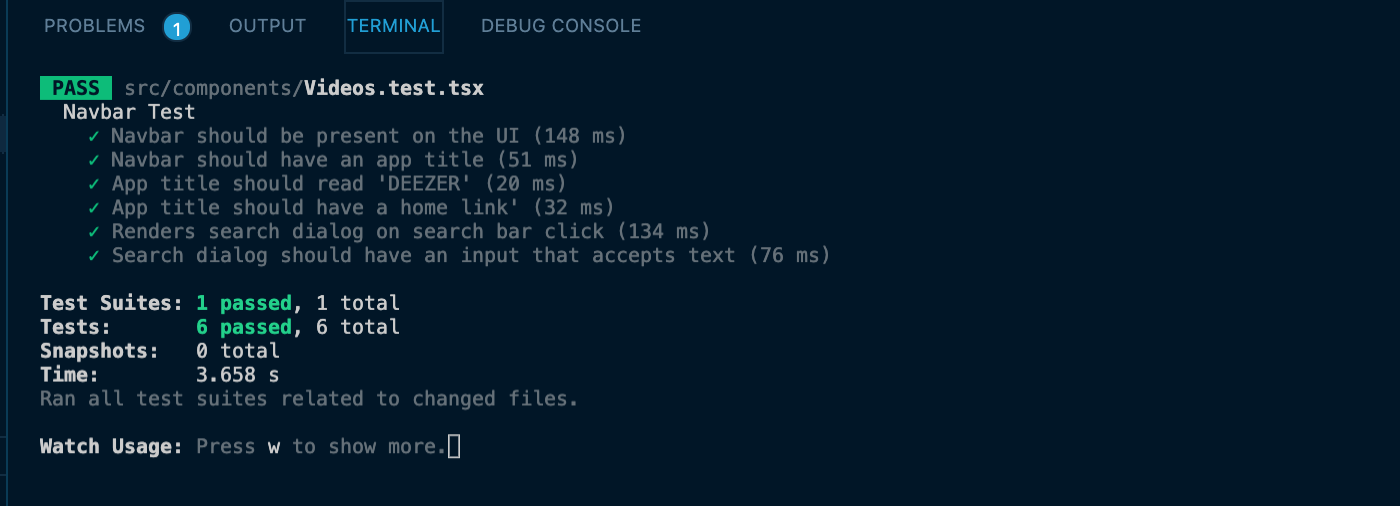 PROBLEMS 1 OUTPUT TERMINAL DEBUG CONSOLE
PASS src/components/Videos.test.tsx
Navbar Test
✓ Navbar should be present on the UI (148 ms)
✓ Navbar should have an app title (51 ms)
✓ App title should read 'DEEZER' (20 ms)
✓ App title should have a home link' (32 ms)
✓ Renders search dialog on search bar click (134 ms)
✓ Search dialog should have an input that accepts text (76 ms)
Test Suites: 1 passed, 1 total
Tests: 6 passed, 6 total
Snapshots: 0 total
Time: 3.658 s
Ran all test suites related to changed files.
Watch Usage: Press w to show more.